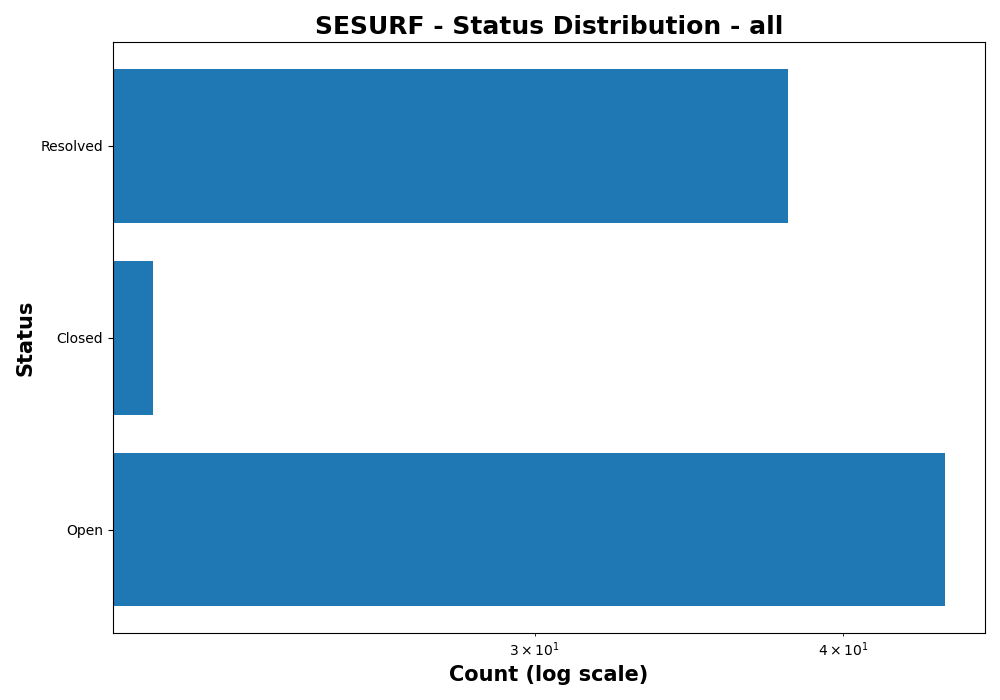 SESURF - Status Distribution - all
Resolved
Closed
Open
Status
3 × 10¹
4 × 10¹
Count (log scale)